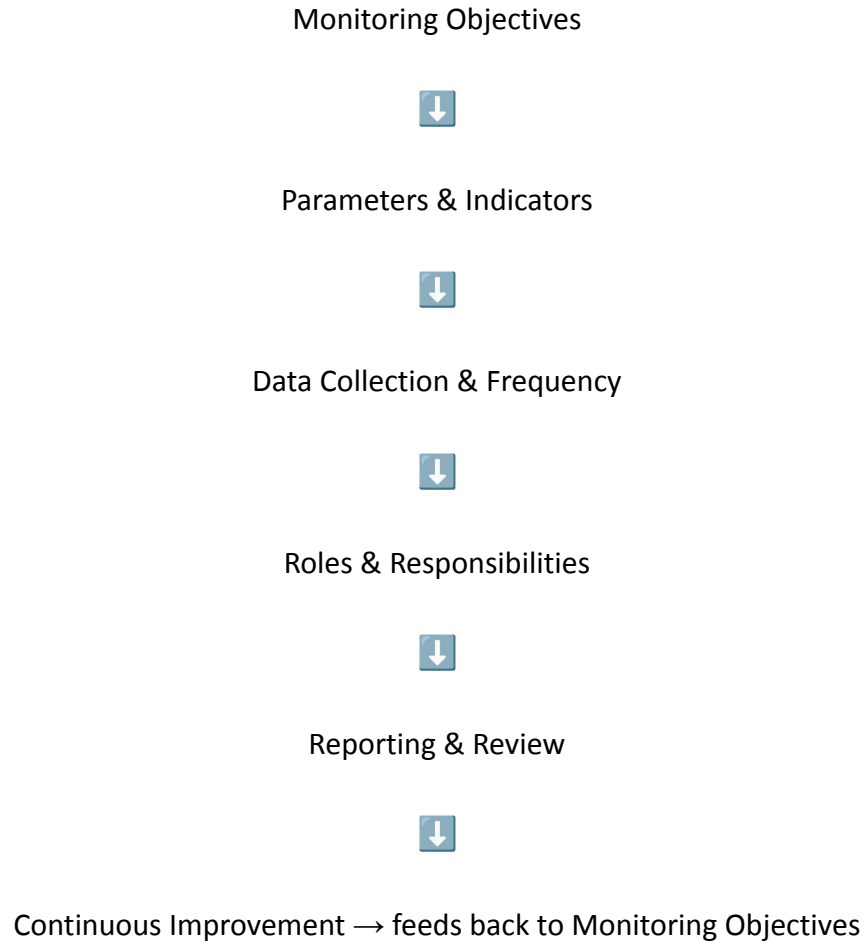 Monitoring Objectives
⬇️
Parameters & Indicators
⬇️
Data Collection & Frequency
⬇️
Roles & Responsibilities
⬇️
Reporting & Review
⬇️
Continuous Improvement → feeds back to Monitoring Objectives